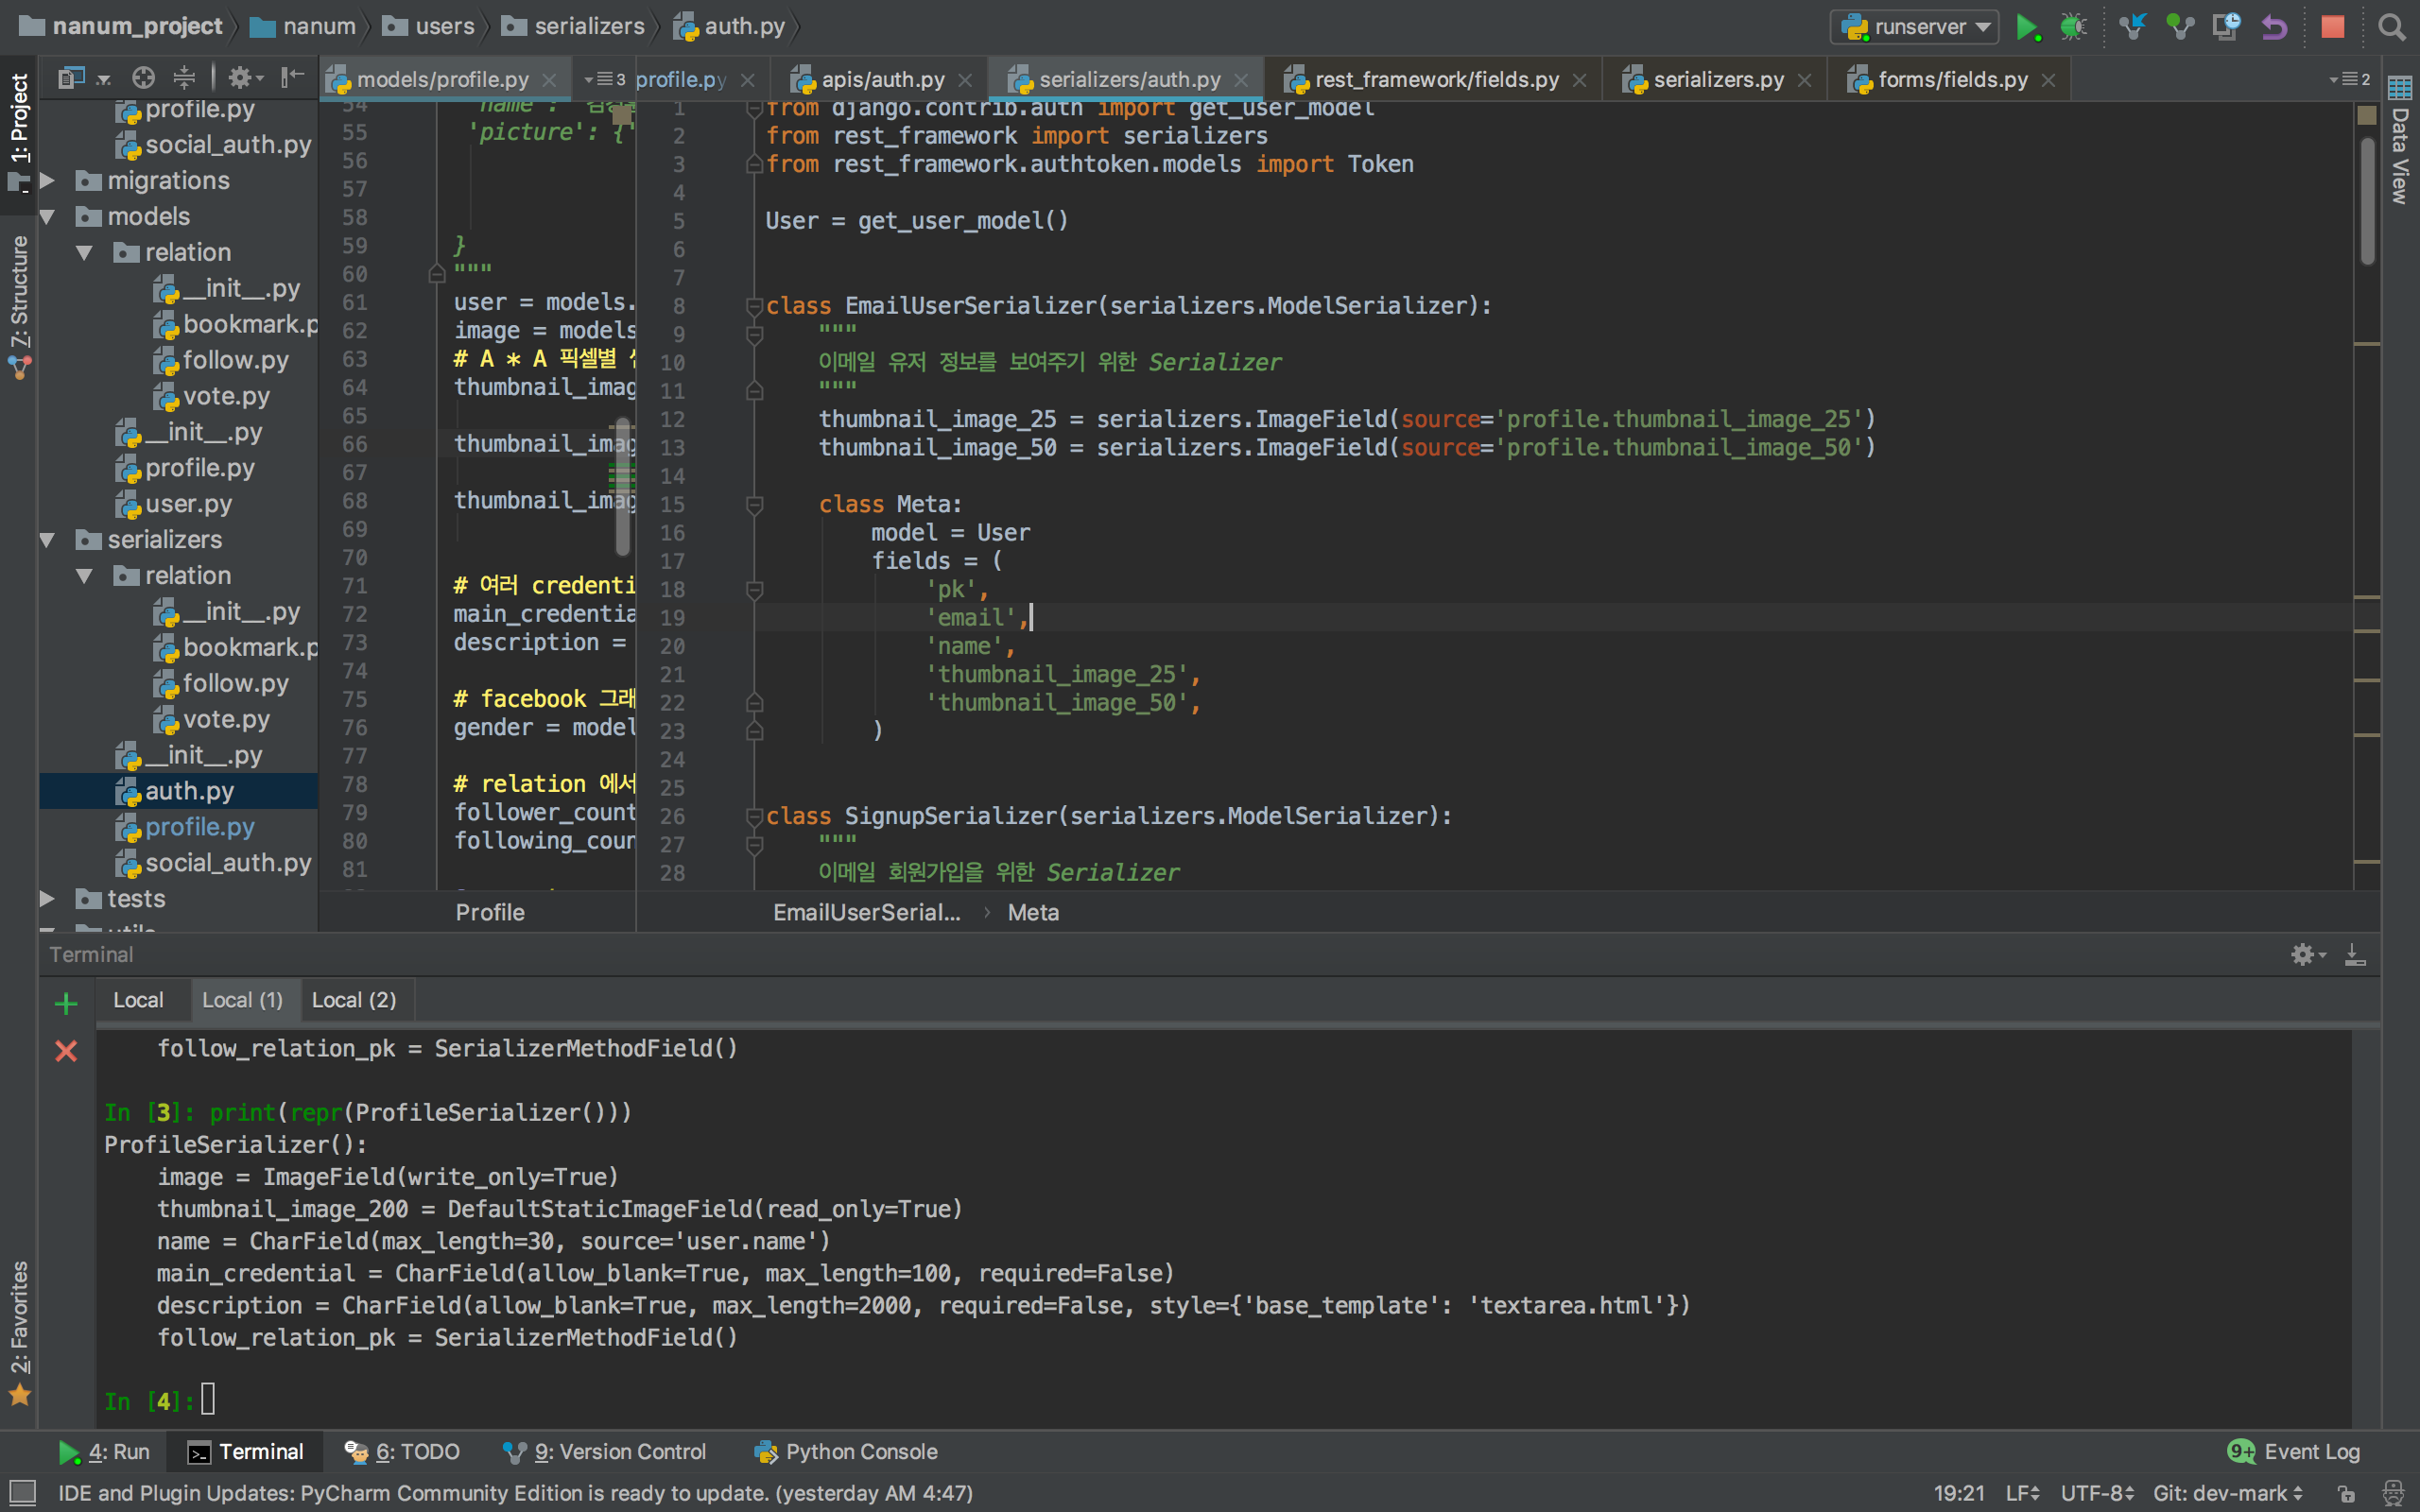 nanum_project
nanum
users
serializers
auth.py
runserver
1: Project
7: Structure
2: Favorites
Data View
profile.py
social_auth.py
migrations
models
relation
__init__.py
bookmark.p
follow.py
vote.py
__init__.py
profile.py
user.py
serializers
relation
__init__.py
bookmark.p
follow.py
vote.py
__init__.py
auth.py
profile.py
social_auth.py
tests
utils
models/profile.py
3
profile.py
apis/auth.py
serializers/auth.py
rest_framework/fields.py
serializers.py
forms/fields.py
2
54 'name':
55 'picture': {'
56
57
58
59 }
60 """
61 user = models.
62 image = models
63 # A * A 픽셀별
64 thumbnail_imag
65
66 thumbnail_imag
67
68 thumbnail_imag
69
70
71 # 여러 credenti
72 main_credentia
73 description =
74
75 # facebook 그래
76 gender = model
77
78 # relation 에서
79 follower_count
80 following_coun
81
Profile
1 from django.contrib.auth import get_user_model
2 from rest_framework import serializers
3 from rest_framework.authtoken.models import Token
4
5 User = get_user_model()
6
7
8 class EmailUserSerializer(serializers.ModelSerializer):
9 """
10 이메일 유저 정보를 보여주기 위한 Serializer
11 """
12 thumbnail_image_25 = serializers.ImageField(source='profile.thumbnail_image_25')
13 thumbnail_image_50 = serializers.ImageField(source='profile.thumbnail_image_50')
14
15 class Meta:
16 model = User
17 fields = (
18 'pk',
19 'email',
20 'name',
21 'thumbnail_image_25',
22 'thumbnail_image_50',
23 )
24
25
26 class SignupSerializer(serializers.ModelSerializer):
27 """
28 이메일 회원가입을 위한 Serializer
EmailUserSerial... › Meta
Terminal
Local
Local (1)
Local (2)
follow_relation_pk = SerializerMethodField()
In [3]: print(repr(ProfileSerializer()))
ProfileSerializer():
image = ImageField(write_only=True)
thumbnail_image_200 = DefaultStaticImageField(read_only=True)
name = CharField(max_length=30, source='user.name')
main_credential = CharField(allow_blank=True, max_length=100, required=False)
description = CharField(allow_blank=True, max_length=2000, required=False, style={'base_template': 'textarea.html'})
follow_relation_pk = SerializerMethodField()
In [4]:
4: Run
Terminal
6: TODO
9: Version Control
Python Console
9+ Event Log
IDE and Plugin Updates: PyCharm Community Edition is ready to update. (yesterday AM 4:47)
19:21
LF
UTF-8
Git: dev-mark